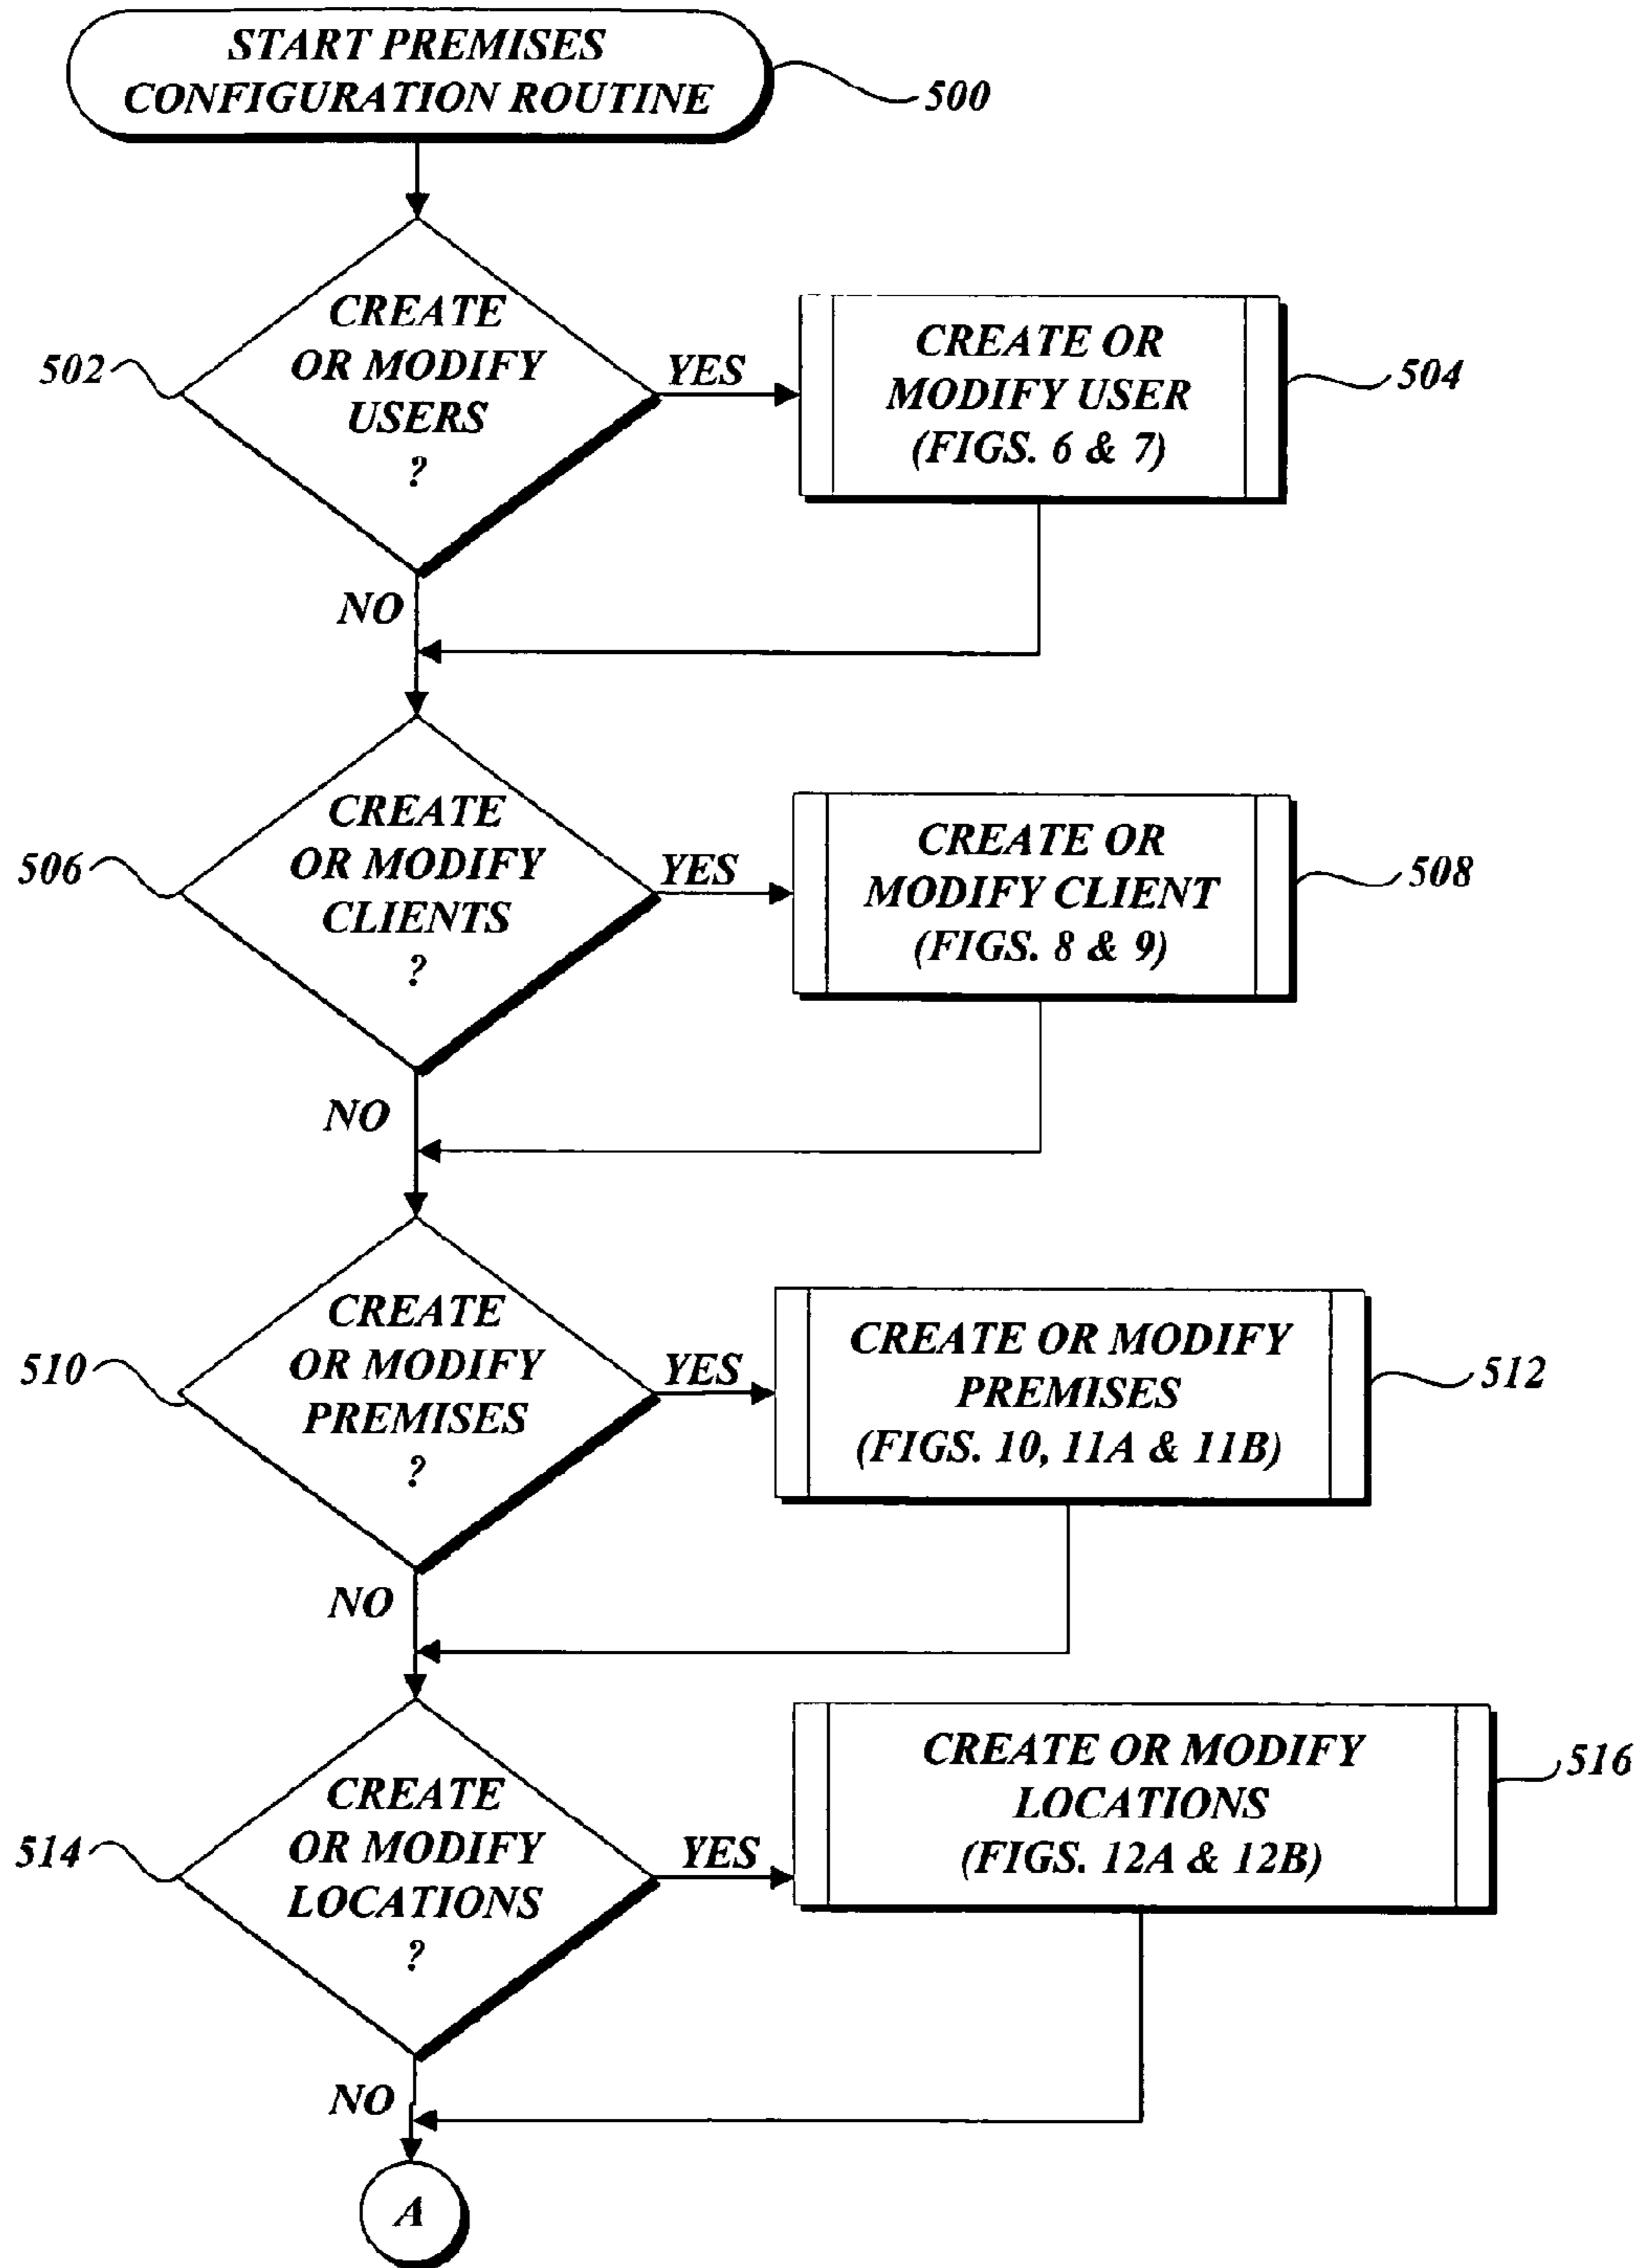 START PREMISES
CONFIGURATION ROUTINE
500
CREATE
OR MODIFY
USERS
?
502
YES
CREATE OR
MODIFY USER
(FIGS. 6 & 7)
504
NO
CREATE
OR MODIFY
CLIENTS
?
506
YES
CREATE OR
MODIFY CLIENT
(FIGS. 8 & 9)
508
NO
CREATE
OR MODIFY
PREMISES
?
510
YES
CREATE OR MODIFY
PREMISES
(FIGS. 10, 11A & 11B)
512
NO
CREATE
OR MODIFY
LOCATIONS
?
514
YES
CREATE OR MODIFY
LOCATIONS
(FIGS. 12A & 12B)
516
NO
A